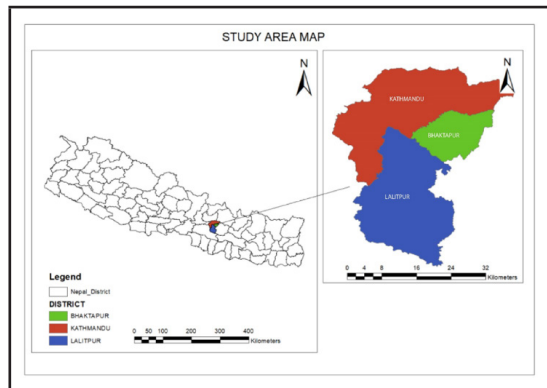 STUDY AREA MAP
N
Legend
Nepal_District
DISTRICT
BHAKTAPUR
KATHMANDU
LALITPUR
0 50 100 200 300 400
Kilometers
N
KATHMANDU
BHAKTAPUR
LALITPUR
0 4 8 16 24 32
Kilometers